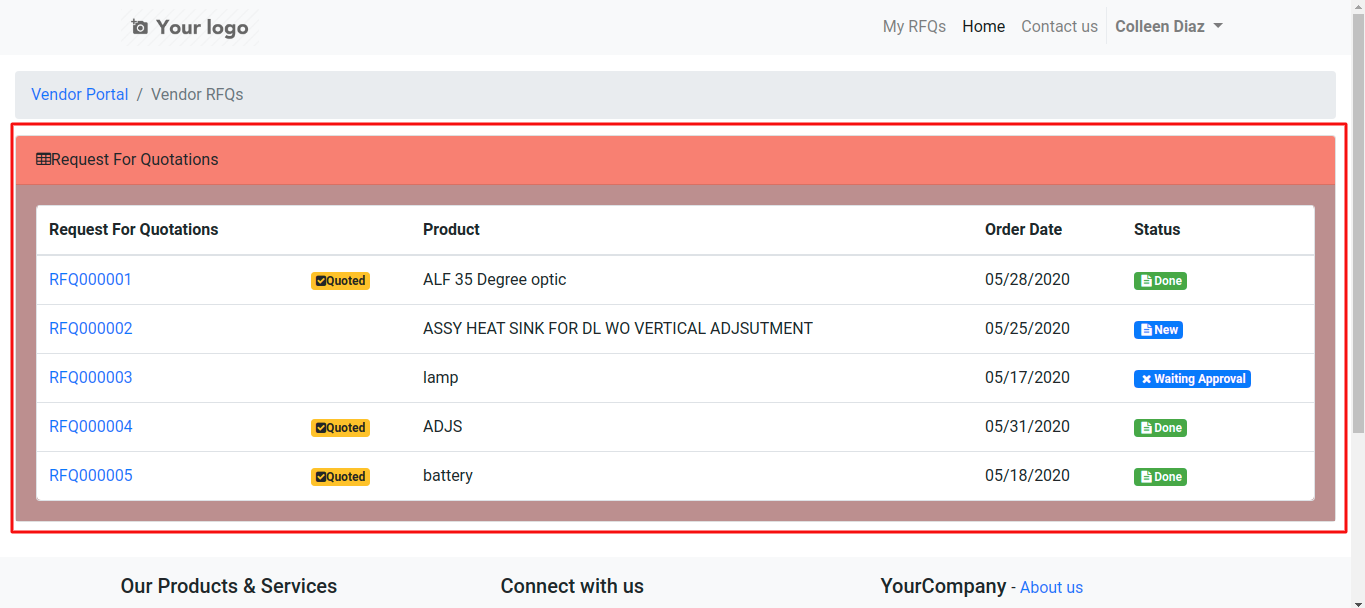 Your logo
My RFQs Home Contact us Colleen Diaz
Vendor Portal / Vendor RFQs
Request For Quotations
Request For Quotations Product Order Date Status
RFQ000001 Quoted ALF 35 Degree optic 05/28/2020 Done
RFQ000002 ASSY HEAT SINK FOR DL WO VERTICAL ADJSUTMENT 05/25/2020 New
RFQ000003 lamp 05/17/2020 Waiting Approval
RFQ000004 Quoted ADJS 05/31/2020 Done
RFQ000005 Quoted battery 05/18/2020 Done
Our Products & Services Connect with us YourCompany - About us